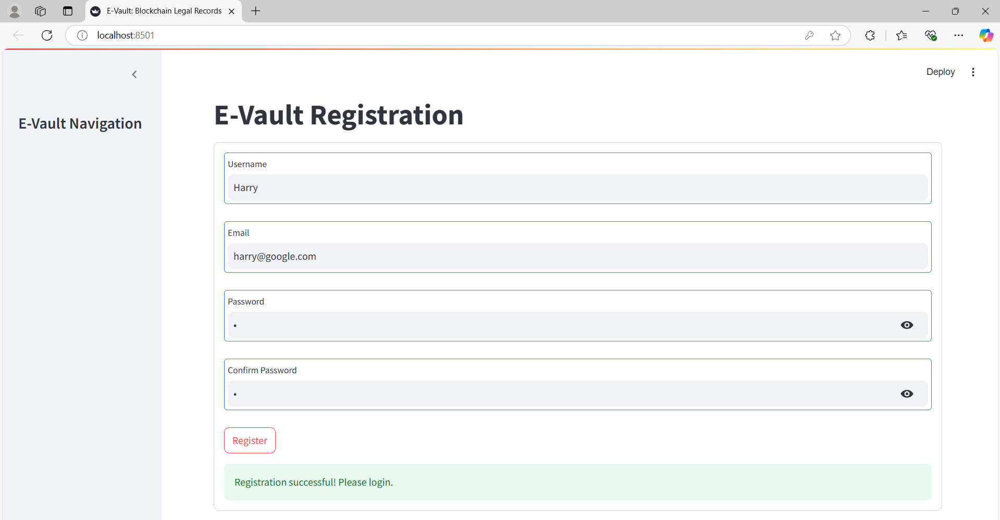 E-Vault: Blockchain Legal Records
localhost:8501
Deploy
E-Vault Navigation
E-Vault Registration
Username
Harry
Email
harry@google.com
Password
•
Confirm Password
•
Register
Registration successful! Please login.